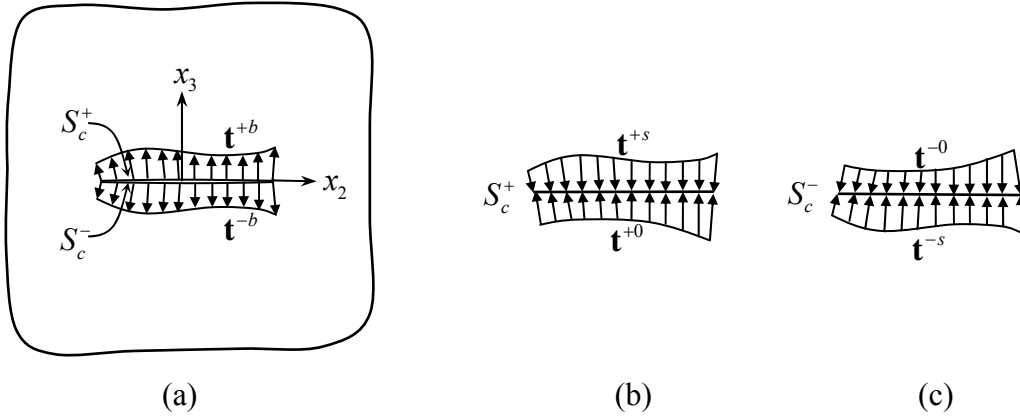 x₃
S_c⁺
t⁺ᵇ
x₂
t⁻ᵇ
S_c⁻
(a)
t⁺ˢ
S_c⁺
t⁺⁰
(b)
t⁻⁰
S_c⁻
t⁻ˢ
(c)